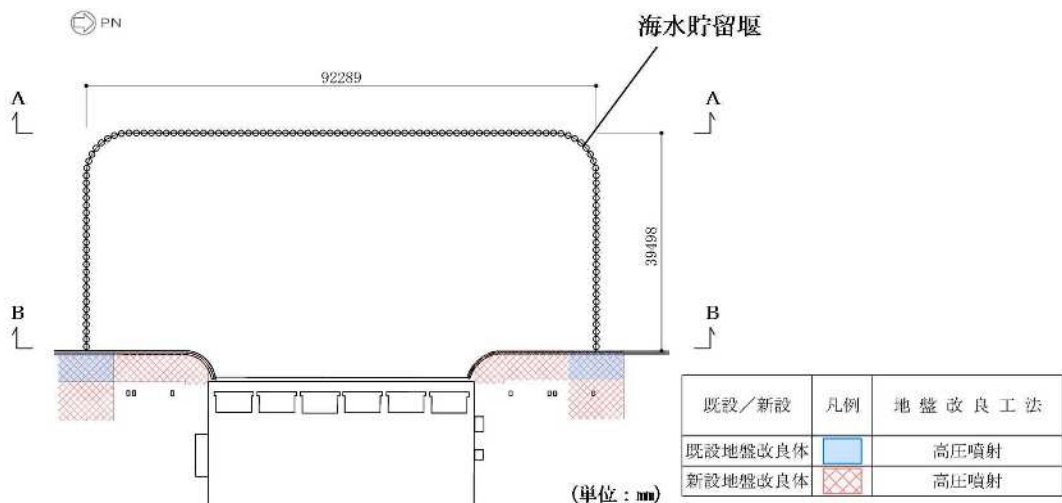 PN
海水貯留堰
92289
A A
39498
B B
既設/新設 凡例 地盤改良工法
既設地盤改良体 高圧噴射
新設地盤改良体 高圧噴射
(単位:mm)